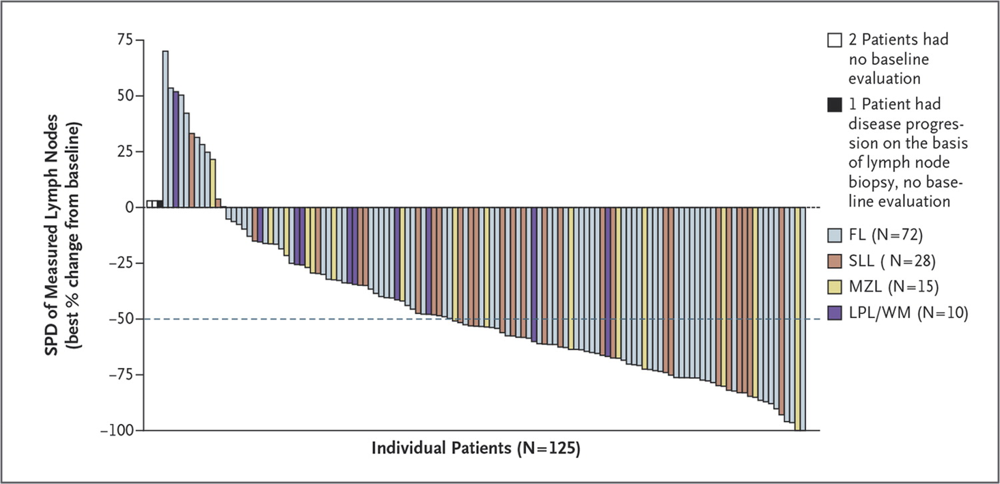 75
50
25
0
−25
−50
−75
−100
SPD of Measured Lymph Nodes
(best % change from baseline)
Individual Patients (N=125)
2 Patients had
no baseline
evaluation
1 Patient had
disease progres-
sion on the basis
of lymph node
biopsy, no base-
line evaluation
FL (N=72)
SLL ( N=28)
MZL (N=15)
LPL/WM (N=10)